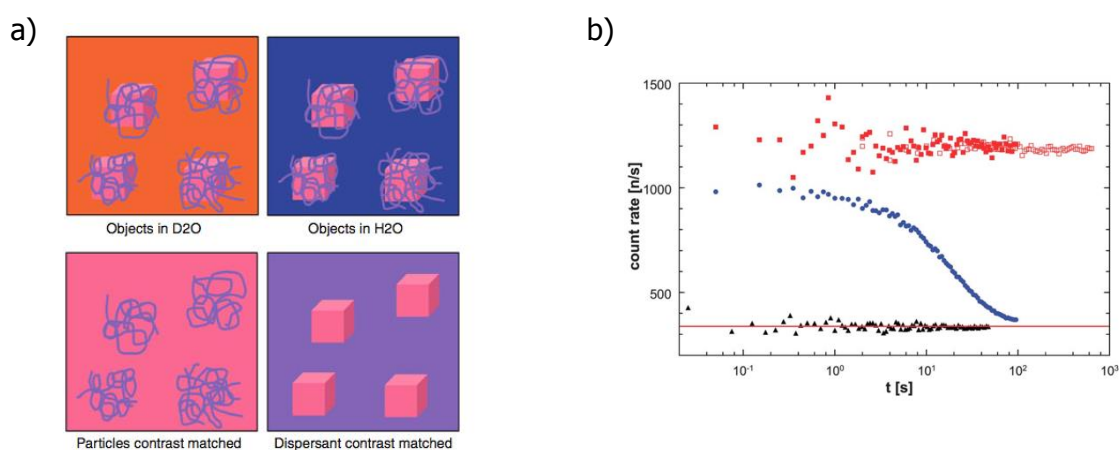 a)
Objects in D2O
Objects in H2O
Particles contrast matched
Dispersant contrast matched
b)
1500
1000
500
count rate [n/s]
10-1
100
101
102
103
t [s]